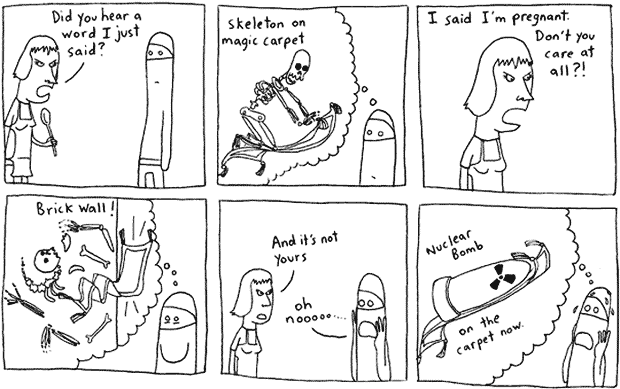 Did you hear a
word I just
said?
Skeleton on
magic carpet
I said I'm pregnant.
Don't you
care at
all?!
Brick wall!
And it's not
yours
oh
nooooo...
Nuclear
Bomb
on the
carpet now.